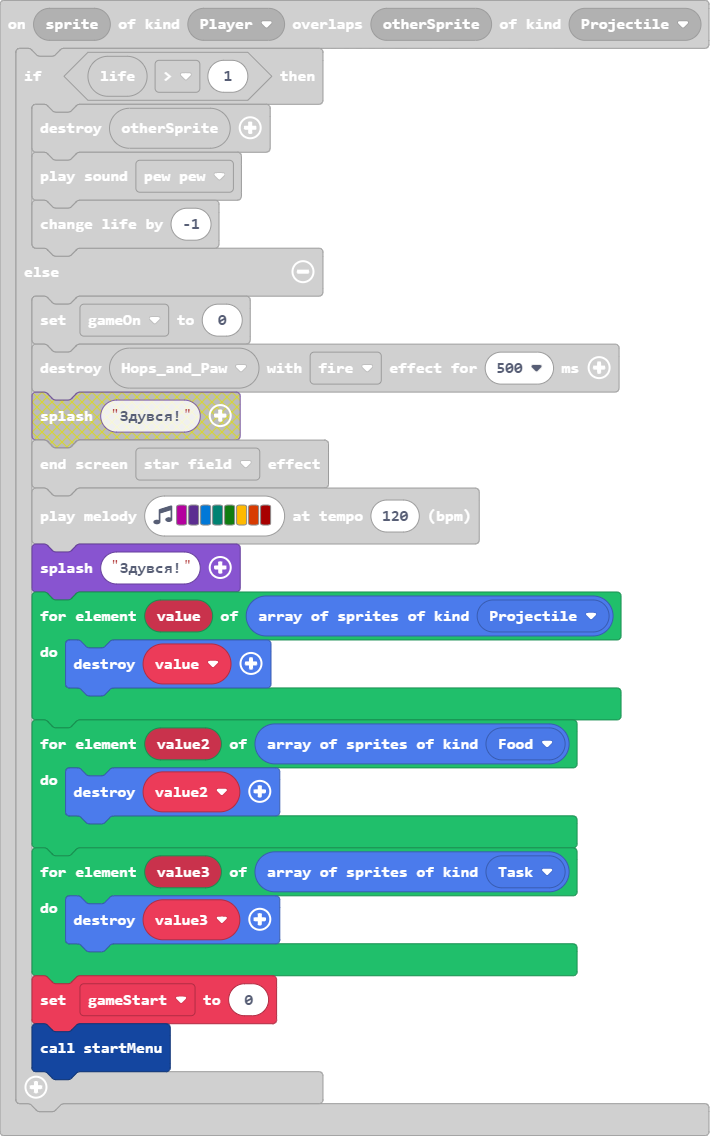 on sprite of kind Player overlaps otherSprite of kind Projectile
if life > 1 then
destroy otherSprite
play sound pew pew
change life by -1
else
set gameOn to 0
destroy Hops_and_Paw with fire effect for 500 ms
splash "Здувся!"
end screen star field effect
play melody at tempo 120 (bpm)
splash "Здувся!"
for element value of array of sprites of kind Projectile
do destroy value
for element value2 of array of sprites of kind Food
do destroy value2
for element value3 of array of sprites of kind Task
do destroy value3
set gameStart to 0
call startMenu